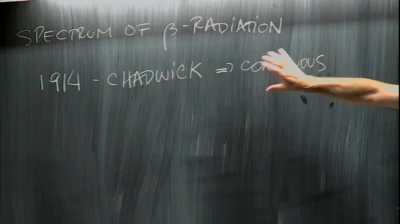 SPECTRUM OF β-RADIATION
1914 - CHADWICK ⇒